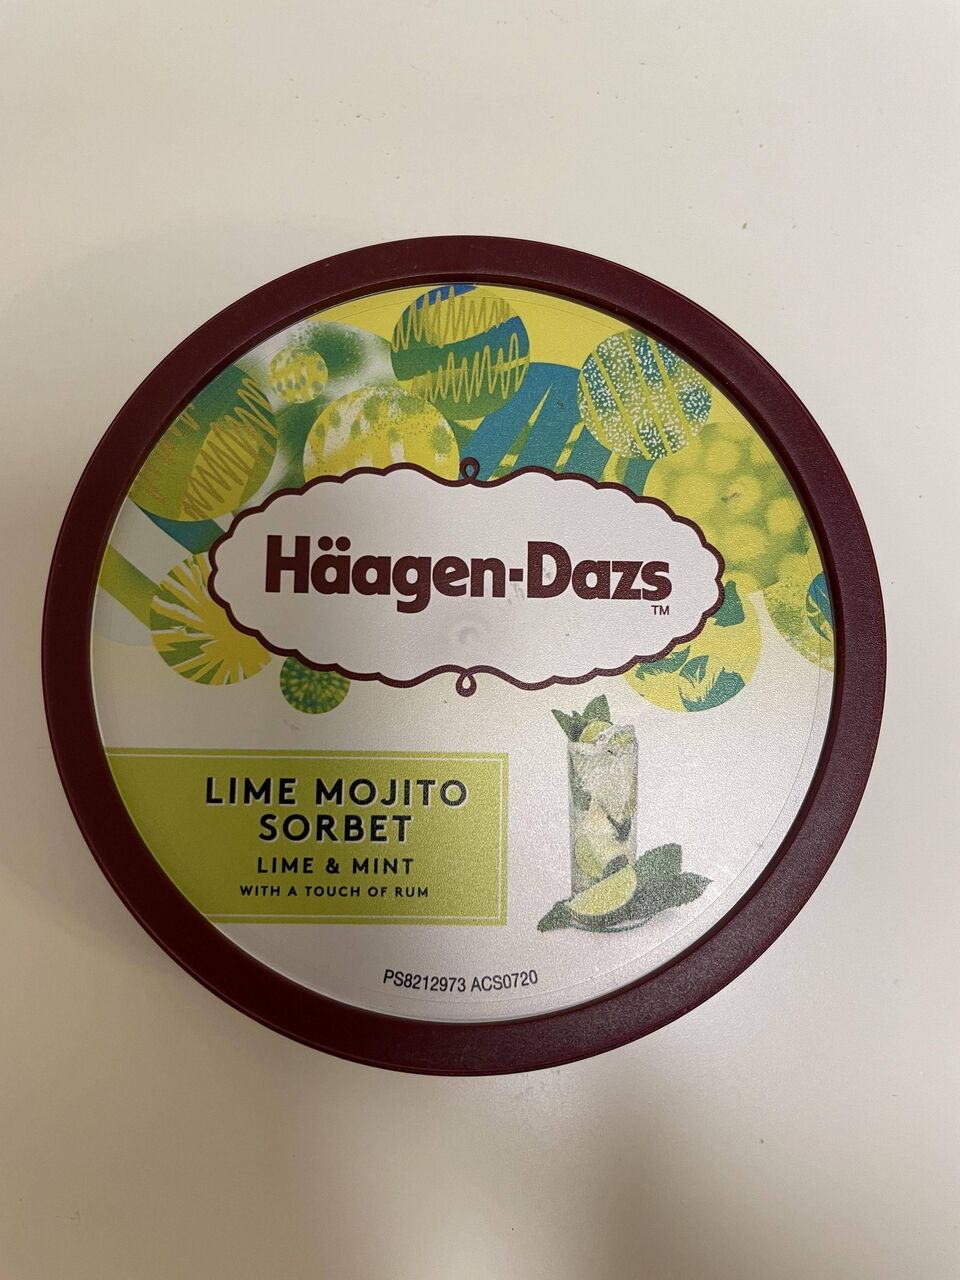 Häagen-Dazs
TM
LIME MOJITO
SORBET
LIME & MINT
WITH A TOUCH OF RUM
PS8212973 ACS0720